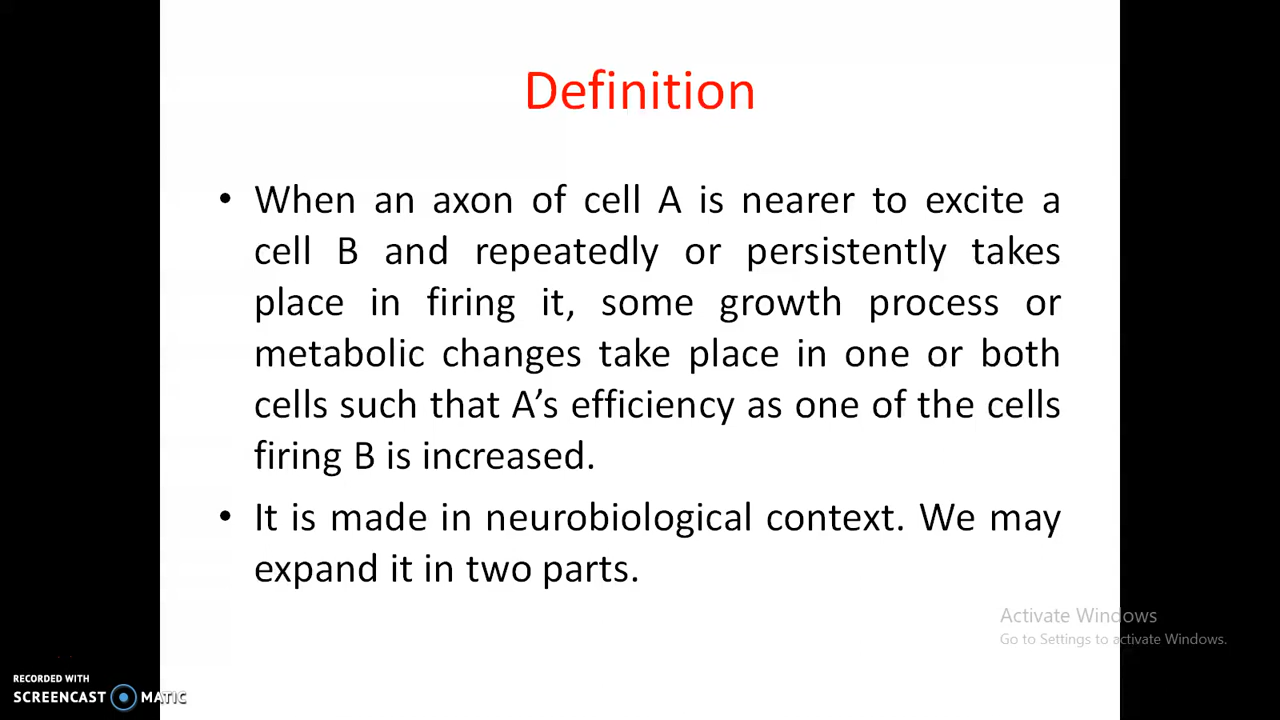 Definition
• When an axon of cell A is nearer to excite a
cell B and repeatedly or persistently takes
place in firing it, some growth process or
metabolic changes take place in one or both
cells such that A’s efficiency as one of the cells
firing B is increased.
• It is made in neurobiological context. We may
expand it in two parts.
Activate Windows
Go to Settings to activate Windows.
RECORDED WITH
SCREENCAST MATIC